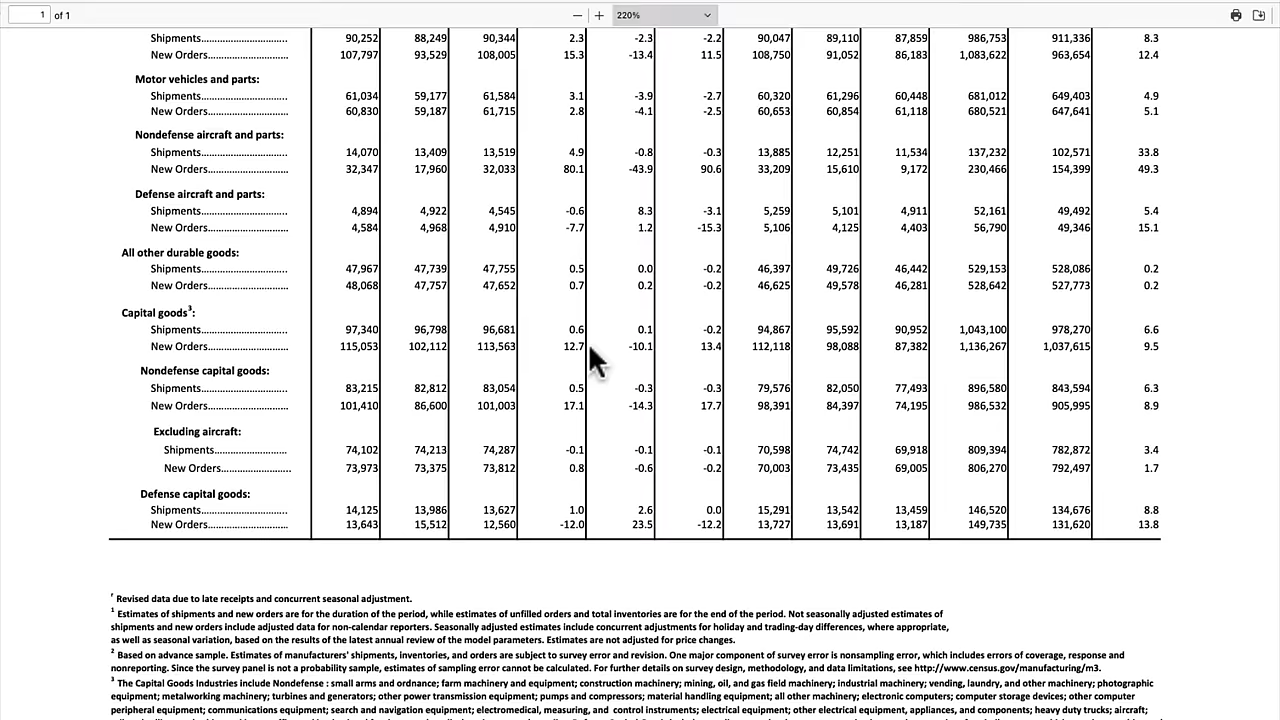 1 of 1 − + 220%
Shipments................................. 90,252 88,249 90,344 2.3 -2.3 -2.2 90,047 89,110 87,859 986,753 911,336 8.3
New Orders............................... 107,797 93,529 108,005 15.3 -13.4 11.5 108,750 91,052 86,183 1,083,622 963,654 12.4
Motor vehicles and parts:
Shipments................................. 61,034 59,177 61,584 3.1 -3.9 -2.7 60,320 61,296 60,448 681,012 649,403 4.9
New Orders............................... 60,830 59,187 61,715 2.8 -4.1 -2.5 60,653 60,854 61,118 680,521 647,641 5.1
Nondefense aircraft and parts:
Shipments................................. 14,070 13,409 13,519 4.9 -0.8 -0.3 13,885 12,251 11,534 137,232 102,571 33.8
New Orders............................... 32,347 17,960 32,033 80.1 -43.9 90.6 33,209 15,610 9,172 230,466 154,399 49.3
Defense aircraft and parts:
Shipments................................. 4,894 4,922 4,545 -0.6 8.3 -3.1 5,259 5,101 4,911 52,161 49,492 5.4
New Orders............................... 4,584 4,968 4,910 -7.7 1.2 -15.3 5,106 4,125 4,403 56,790 49,346 15.1
All other durable goods:
Shipments................................. 47,967 47,739 47,755 0.5 0.0 -0.2 46,397 49,726 46,442 529,153 528,086 0.2
New Orders............................... 48,068 47,757 47,652 0.7 0.2 -0.2 46,625 49,578 46,281 528,642 527,773 0.2
Capital goods³:
Shipments................................. 97,340 96,798 96,681 0.6 0.1 -0.2 94,867 95,592 90,952 1,043,100 978,270 6.6
New Orders............................... 115,053 102,112 113,563 12.7 -10.1 13.4 112,118 98,088 87,382 1,136,267 1,037,615 9.5
Nondefense capital goods:
Shipments................................. 83,215 82,812 83,054 0.5 -0.3 -0.3 79,576 82,050 77,493 896,580 843,594 6.3
New Orders............................... 101,410 86,600 101,003 17.1 -14.3 17.7 98,391 84,397 74,195 986,532 905,995 8.9
Excluding aircraft:
Shipments............................. 74,102 74,213 74,287 -0.1 -0.1 -0.1 70,598 74,742 69,918 809,394 782,872 3.4
New Orders........................... 73,973 73,375 73,812 0.8 -0.6 -0.2 70,003 73,435 69,005 806,270 792,497 1.7
Defense capital goods:
Shipments................................. 14,125 13,986 13,627 1.0 2.6 0.0 15,291 13,542 13,459 146,520 134,676 8.8
New Orders............................... 13,643 15,512 12,560 -12.0 23.5 -12.2 13,727 13,691 13,187 149,735 131,620 13.8
ʳ Revised data due to late receipts and concurrent seasonal adjustment.
¹ Estimates of shipments and new orders are for the duration of the period, while estimates of unfilled orders and total inventories are for the end of the period. Not seasonally adjusted estimates of
shipments and new orders include adjusted data for non-calendar reporters. Seasonally adjusted estimates include concurrent adjustments for holiday and trading-day differences, where appropriate,
as well as seasonal variation, based on the results of the latest annual review of the model parameters. Estimates are not adjusted for price changes.
² Based on advance sample. Estimates of manufacturers' shipments, inventories, and orders are subject to survey error and revision. One major component of survey error is nonsampling error, which includes errors of coverage, response and
nonreporting. Since the survey panel is not a probability sample, estimates of sampling error cannot be calculated. For further details on survey design, methodology, and data limitations, see http://www.census.gov/manufacturing/m3.
³ The Capital Goods Industries include Nondefense : small arms and ordnance; farm machinery and equipment; construction machinery; mining, oil, and gas field machinery; industrial machinery; vending, laundry, and other machinery; photographic
equipment; metalworking machinery; turbines and generators; other power transmission equipment; pumps and compressors; material handling equipment; all other machinery; electronic computers; computer storage devices; other computer
peripheral equipment; communications equipment; search and navigation equipment; electromedical, measuring, and control instruments; electrical equipment; other electrical equipment, appliances, and components; heavy duty trucks; aircraft;